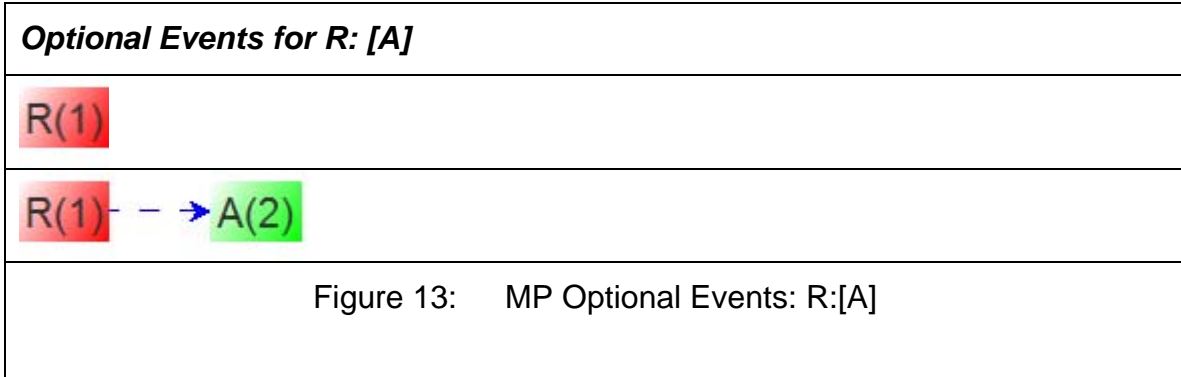 Optional Events for R: [A]
R(1)
R(1) A(2)
Figure 13: MP Optional Events: R:[A]